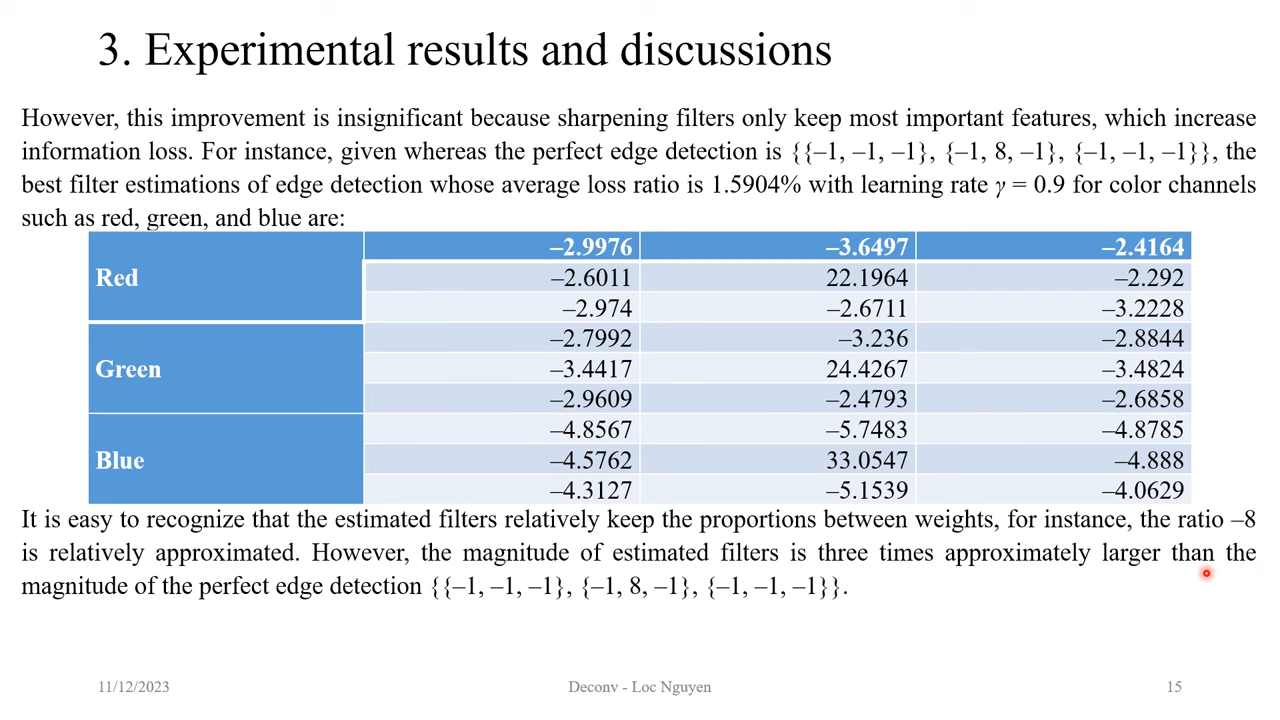 3. Experimental results and discussions
However, this improvement is insignificant because sharpening filters only keep most important features, which increase
information loss. For instance, given whereas the perfect edge detection is {{–1, –1, –1}, {–1, 8, –1}, {–1, –1, –1}}, the
best filter estimations of edge detection whose average loss ratio is 1.5904% with learning rate γ = 0.9 for color channels
such as red, green, and blue are:
–2.9976 –3.6497 –2.4164
Red –2.6011 22.1964 –2.292
–2.974 –2.6711 –3.2228
–2.7992 –3.236 –2.8844
Green –3.4417 24.4267 –3.4824
–2.9609 –2.4793 –2.6858
–4.8567 –5.7483 –4.8785
Blue –4.5762 33.0547 –4.888
–4.3127 –5.1539 –4.0629
It is easy to recognize that the estimated filters relatively keep the proportions between weights, for instance, the ratio –8
is relatively approximated. However, the magnitude of estimated filters is three times approximately larger than the
magnitude of the perfect edge detection {{–1, –1, –1}, {–1, 8, –1}, {–1, –1, –1}}.
11/12/2023 Deconv - Loc Nguyen 15